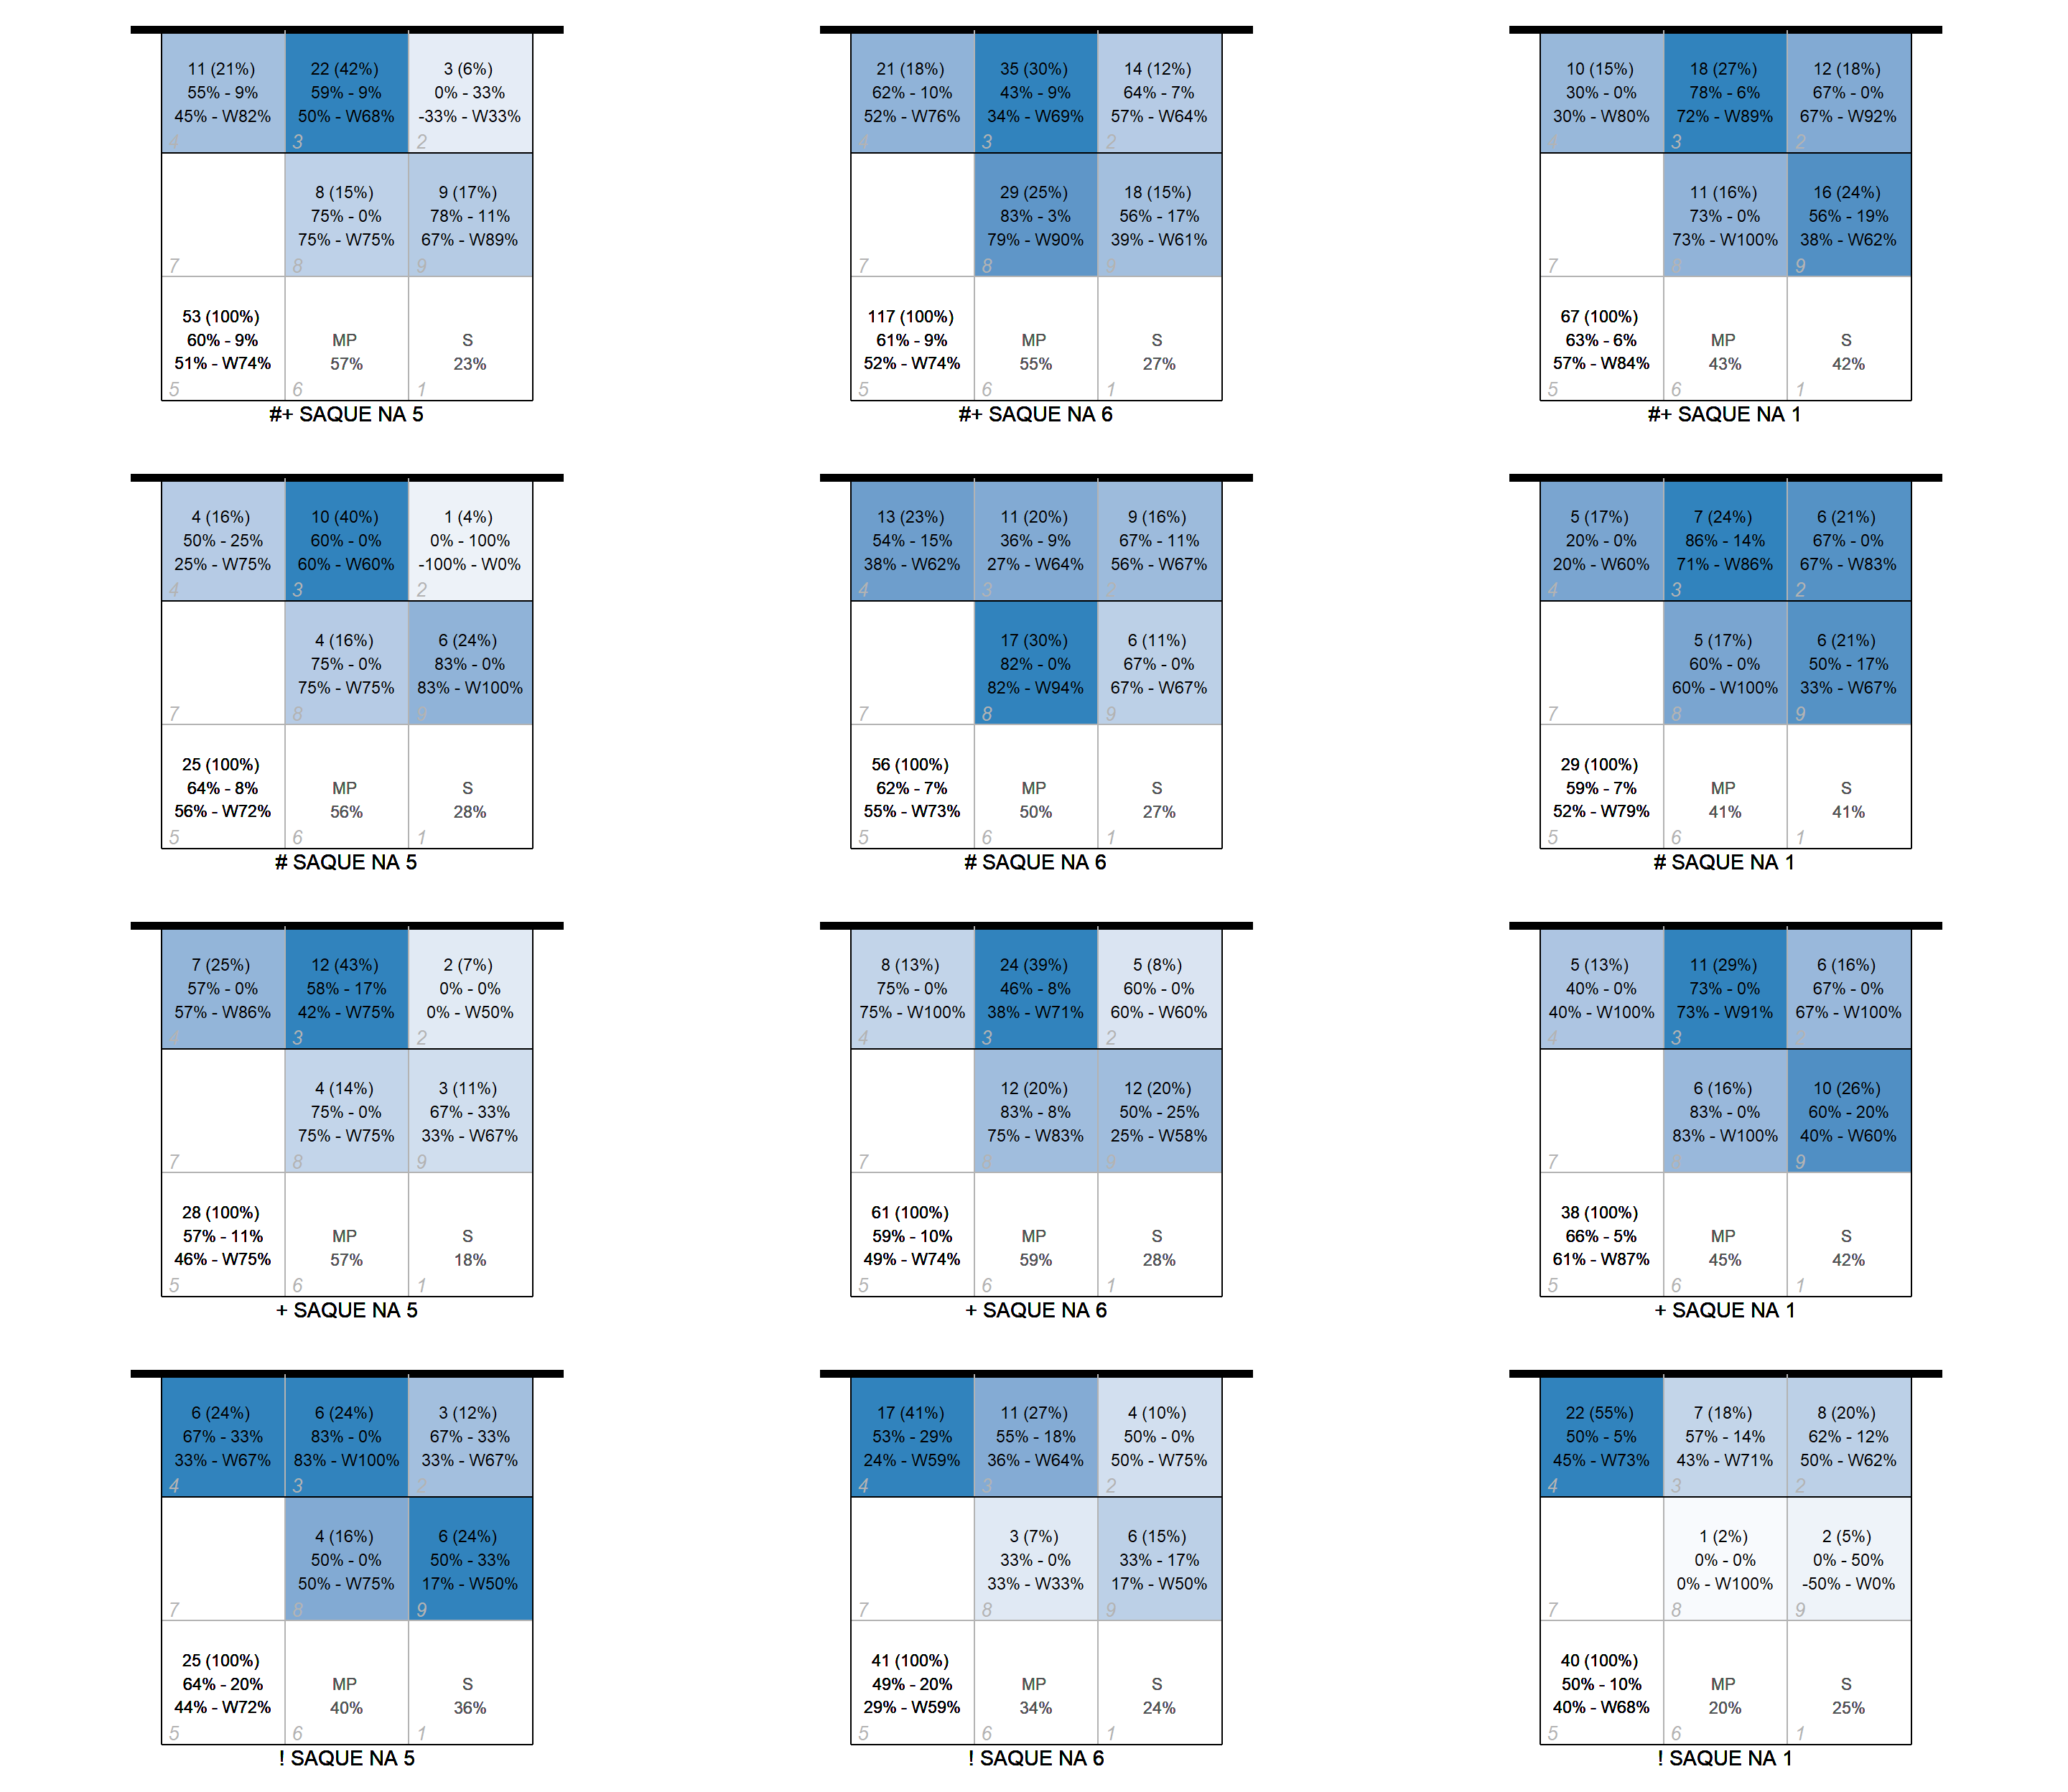 11 (21%)
55% - 9%
45% - W82%
4
22 (42%)
59% - 9%
50% - W68%
3
3 (6%)
0% - 33%
-33% - W33%
2
7
8 (15%)
75% - 0%
75% - W75%
8
9 (17%)
78% - 11%
67% - W89%
9
53 (100%)
60% - 9%
51% - W74%
5
MP
57%
6
S
23%
1
#+ SAQUE NA 5
21 (18%)
62% - 10%
52% - W76%
4
35 (30%)
43% - 9%
34% - W69%
3
14 (12%)
64% - 7%
57% - W64%
2
7
29 (25%)
83% - 3%
79% - W90%
8
18 (15%)
56% - 17%
39% - W61%
9
117 (100%)
61% - 9%
52% - W74%
5
MP
55%
6
S
27%
1
#+ SAQUE NA 6
10 (15%)
30% - 0%
30% - W80%
4
18 (27%)
78% - 6%
72% - W89%
3
12 (18%)
67% - 0%
67% - W92%
2
7
11 (16%)
73% - 0%
73% - W100%
8
16 (24%)
56% - 19%
38% - W62%
9
67 (100%)
63% - 6%
57% - W84%
5
MP
43%
6
S
42%
1
#+ SAQUE NA 1
4 (16%)
50% - 25%
25% - W75%
4
10 (40%)
60% - 0%
60% - W60%
3
1 (4%)
0% - 100%
-100% - W0%
2
7
4 (16%)
75% - 0%
75% - W75%
8
6 (24%)
83% - 0%
83% - W100%
9
25 (100%)
64% - 8%
56% - W72%
5
MP
56%
6
S
28%
1
# SAQUE NA 5
13 (23%)
54% - 15%
38% - W62%
4
11 (20%)
36% - 9%
27% - W64%
3
9 (16%)
67% - 11%
56% - W67%
2
7
17 (30%)
82% - 0%
82% - W94%
8
6 (11%)
67% - 0%
67% - W67%
9
56 (100%)
62% - 7%
55% - W73%
5
MP
50%
6
S
27%
1
# SAQUE NA 6
5 (17%)
20% - 0%
20% - W60%
4
7 (24%)
86% - 14%
71% - W86%
3
6 (21%)
67% - 0%
67% - W83%
2
7
5 (17%)
60% - 0%
60% - W100%
8
6 (21%)
50% - 17%
33% - W67%
9
29 (100%)
59% - 7%
52% - W79%
5
MP
41%
6
S
41%
1
# SAQUE NA 1
7 (25%)
57% - 0%
57% - W86%
4
12 (43%)
58% - 17%
42% - W75%
3
2 (7%)
0% - 0%
0% - W50%
2
7
4 (14%)
75% - 0%
75% - W75%
8
3 (11%)
67% - 33%
33% - W67%
9
28 (100%)
57% - 11%
46% - W75%
5
MP
57%
6
S
18%
1
+ SAQUE NA 5
8 (13%)
75% - 0%
75% - W100%
4
24 (39%)
46% - 8%
38% - W71%
3
5 (8%)
60% - 0%
60% - W60%
2
7
12 (20%)
83% - 8%
75% - W83%
8
12 (20%)
50% - 25%
25% - W58%
9
61 (100%)
59% - 10%
49% - W74%
5
MP
59%
6
S
28%
1
+ SAQUE NA 6
5 (13%)
40% - 0%
40% - W100%
4
11 (29%)
73% - 0%
73% - W91%
3
6 (16%)
67% - 0%
67% - W100%
2
7
6 (16%)
83% - 0%
83% - W100%
8
10 (26%)
60% - 20%
40% - W60%
9
38 (100%)
66% - 5%
61% - W87%
5
MP
45%
6
S
42%
1
+ SAQUE NA 1
6 (24%)
67% - 33%
33% - W67%
4
6 (24%)
83% - 0%
83% - W100%
3
3 (12%)
67% - 33%
33% - W67%
2
7
4 (16%)
50% - 0%
50% - W75%
8
6 (24%)
50% - 33%
17% - W50%
9
25 (100%)
64% - 20%
44% - W72%
5
MP
40%
6
S
36%
1
! SAQUE NA 5
17 (41%)
53% - 29%
24% - W59%
4
11 (27%)
55% - 18%
36% - W64%
3
4 (10%)
50% - 0%
50% - W75%
2
7
3 (7%)
33% - 0%
33% - W33%
8
6 (15%)
33% - 17%
17% - W50%
9
41 (100%)
49% - 20%
29% - W59%
5
MP
34%
6
S
24%
1
! SAQUE NA 6
22 (55%)
50% - 5%
45% - W73%
4
7 (18%)
57% - 14%
43% - W71%
3
8 (20%)
62% - 12%
50% - W62%
2
7
1 (2%)
0% - 0%
0% - W100%
8
2 (5%)
0% - 50%
-50% - W0%
9
40 (100%)
50% - 10%
40% - W68%
5
MP
20%
6
S
25%
1
! SAQUE NA 1